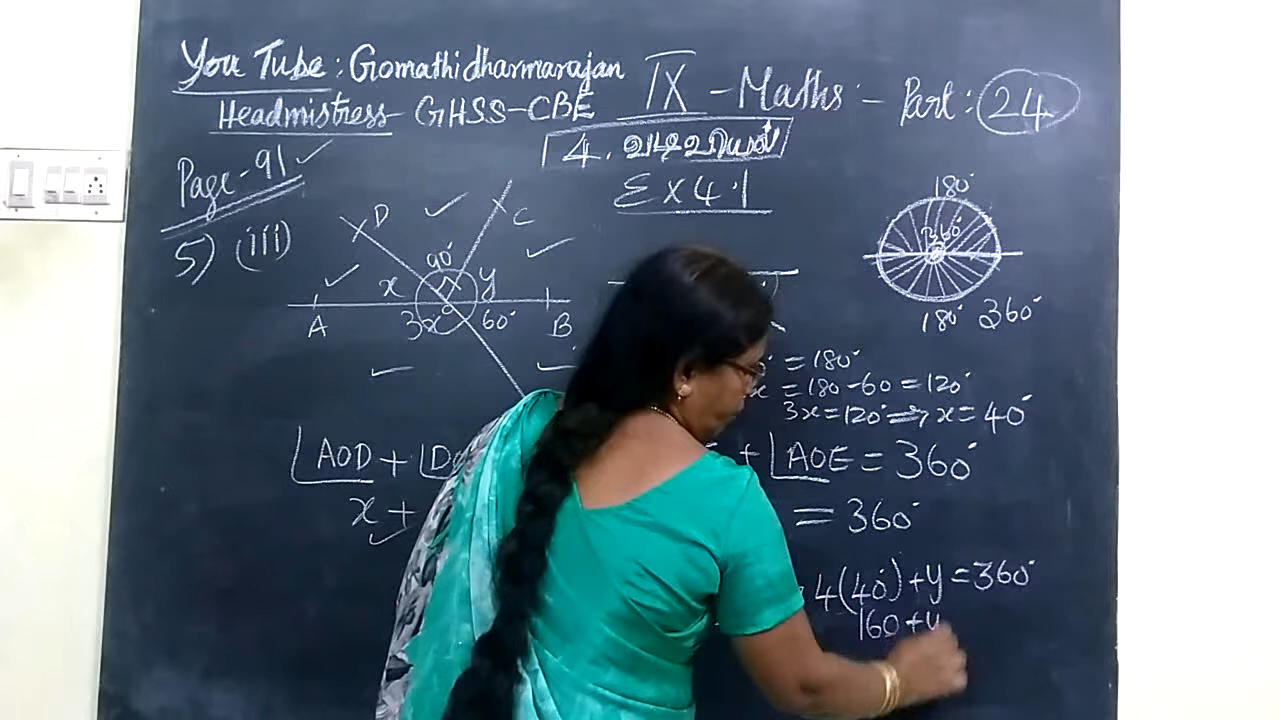 You Tube : Gomathidharmarajan
Headmistress - GHSS-CBE
IX - Maths - Part : 24
4. வடிவியல்
Ex 4.1
Page - 91
5) (iii)
D
C
90°
x
y
A
3x
60°
B
180°
360°
180° 360°
= 180°
x = 180 - 60 = 120°
3x = 120° ⇒ x = 40°
∠AOD + ∠D
+ ∠AOE = 360°
x +
= 360°
4(40°) + y = 360°
160 + y